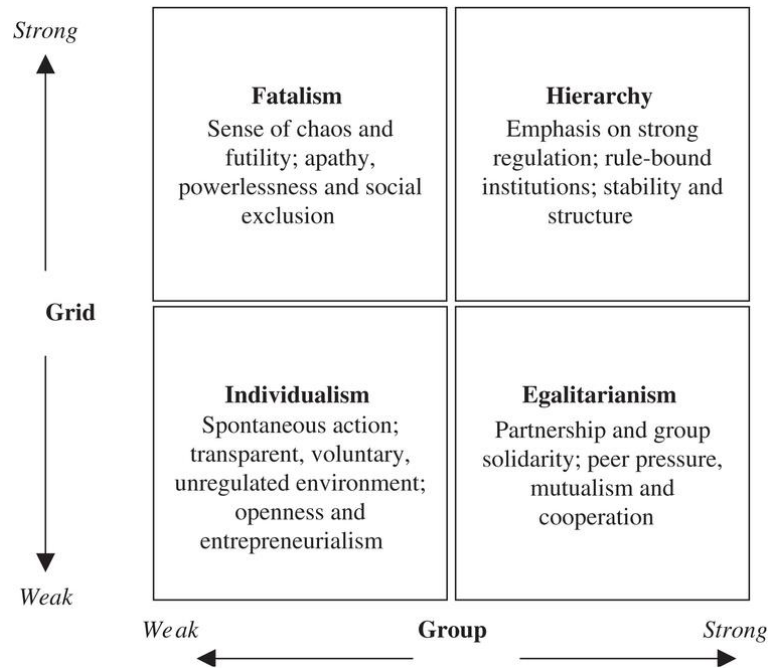 Strong
Fatalism
Sense of chaos and
futility; apathy,
powerlessness and social
exclusion
Hierarchy
Emphasis on strong
regulation; rule-bound
institutions; stability and
structure
Grid
Individualism
Spontaneous action;
transparent, voluntary,
unregulated environment;
openness and
entrepreneurialism
Egalitarianism
Partnership and group
solidarity; peer pressure,
mutualism and
cooperation
Weak
Weak
Group
Strong